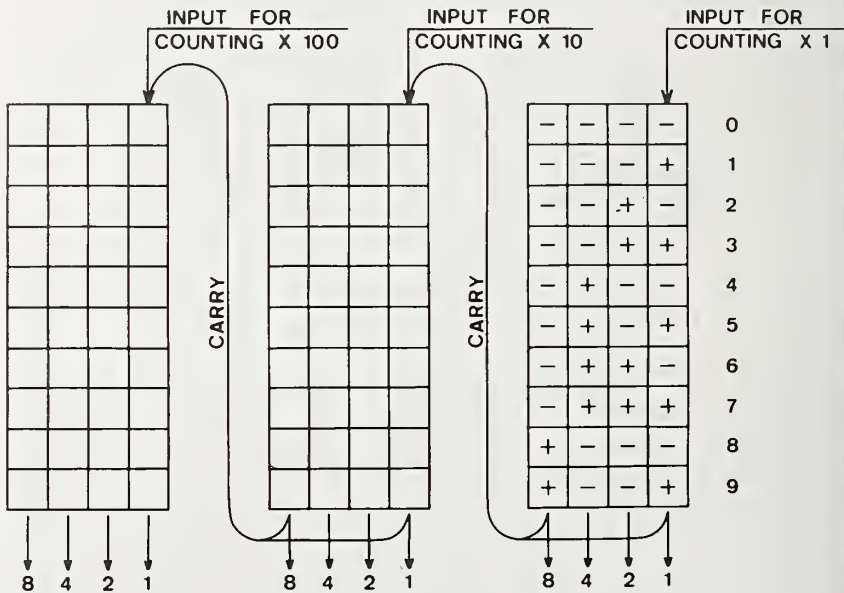 INPUT FOR
COUNTING X 100
INPUT FOR
COUNTING X 10
INPUT FOR
COUNTING X 1
CARRY
CARRY
- - - - 0
- - - + 1
- - + - 2
- - + + 3
- + - - 4
- + - + 5
- + + - 6
- + + + 7
+ - - - 8
+ - - + 9
8 4 2 1
8 4 2 1
8 4 2 1